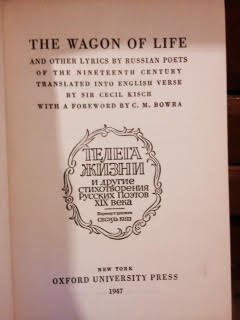 THE WAGON OF LIFE
AND OTHER LYRICS BY RUSSIAN POETS
OF THE NINETEENTH CENTURY
TRANSLATED INTO ENGLISH VERSE
BY SIR CECIL KISCH
WITH A FOREWORD BY C. M. BOWRA
ТЕЛЕГА
ЖИЗНИ
И ДРУГИЕ
СТИХОТВОРЕНИЯ
РУССКИХ ПОЭТОВ
XIX ВЕКА
СЕСИЛЬ КИШ
NEW YORK
OXFORD UNIVERSITY PRESS
1947